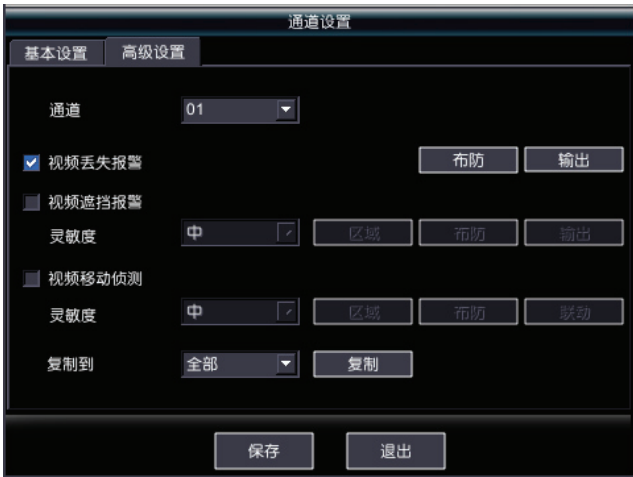 通道设置
基本设置 高级设置
通道 01
视频丢失报警 布防 输出
视频遮挡报警
灵敏度 中 区域 布防 输出
视频移动侦测
灵敏度 中 区域 布防 联动
复制到 全部 复制
保存 退出